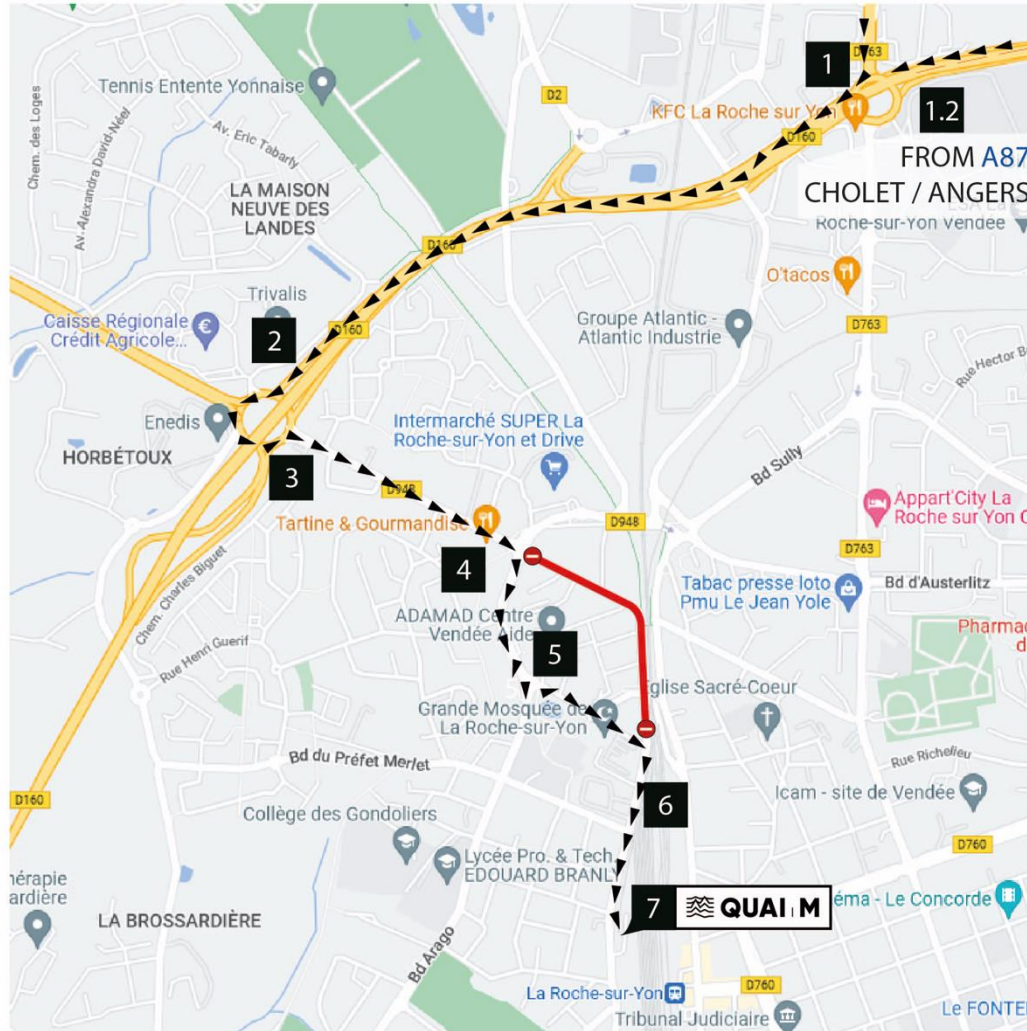 Tennis Entente Yonnaise
Chem. des Loges
Av. Alexandra David-Néel
Av. Eric Tabarly
LA MAISON
NEUVE DES
LANDES
D2
1
D763
KFC La Roche sur Yon
D160
1.2
FROM A87
CHOLET / ANGERS
Roche-sur-Yon Vendée
O'tacos
D160
Trivalis
Caisse Régionale
Crédit Agricole...
2
D160
Groupe Atlantic -
Atlantic Industrie
D763
Rue Hector
Enedis
HORBÉTOUX
3
Intermarché SUPER La
Roche-sur-Yon et Drive
Bd Sully
D948
Tartine & Gourmandise
D948
Appart'City La
Roche sur Yon
4
D763
Bd d'Austerlitz
Chem. Charles Biguet
Rue Henri Guerif
ADAMAD Centre
Vendée Aide
Tabac presse loto
Pmu Le Jean Yole
5
Grande Mosquée de
La Roche-sur-Yon
Église Sacré-Coeur
Bd du Préfet Merlet
Rue Richelieu
D160
6
Icam - site de Vendée
Collège des Gondoliers
Lycée Pro. & Tech.
EDOUARD BRANLY
D760
LA BROSSARDIÈRE
7
QUAI M
éma - Le Concorde
Bd Arago
La Roche-sur-Yon
D760
Tribunal Judiciaire